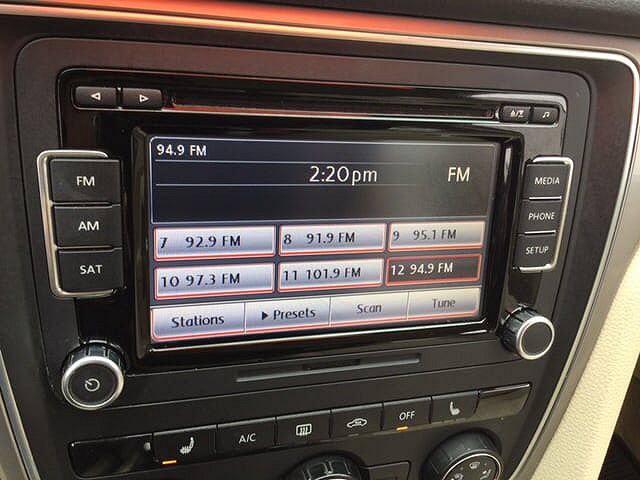 94.9 FM
2:20pm FM
FM
AM
SAT
MEDIA
PHONE
SETUP
7 92.9 FM 8 91.9 FM 9 95.1 FM
10 97.3 FM 11 101.9 FM 12 94.9 FM
Stations Presets Scan Tune
A/C OFF